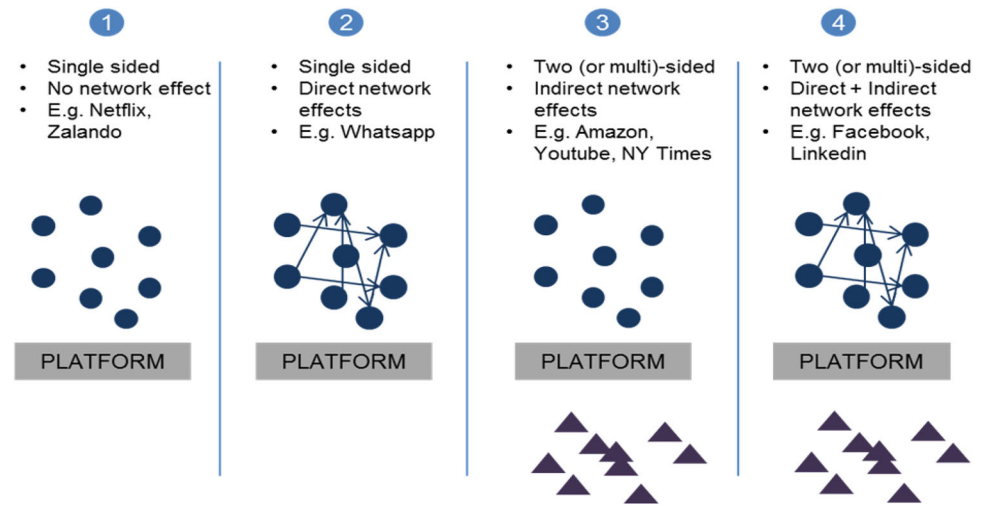 1
• Single sided
• No network effect
• E.g. Netflix,
Zalando
PLATFORM
2
• Single sided
• Direct network
effects
• E.g. Whatsapp
PLATFORM
3
• Two (or multi)-sided
• Indirect network
effects
• E.g. Amazon,
Youtube, NY Times
PLATFORM
4
• Two (or multi)-sided
• Direct + Indirect
network effects
• E.g. Facebook,
Linkedin
PLATFORM